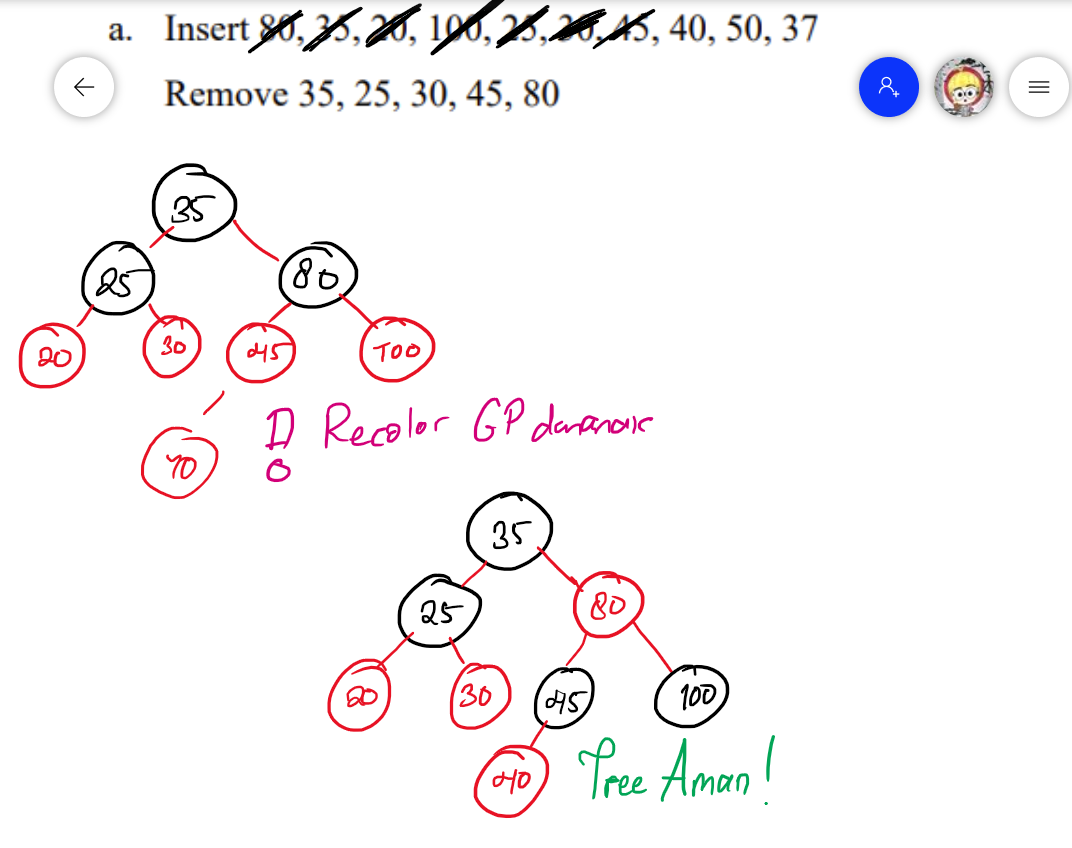 a. Insert 80, 35, 20, 100, 25, 30, 45, 40, 50, 37
Remove 35, 25, 30, 45, 80
35
25 80
20 30 45 100
40
Recolor GP
35
25 80
20 30 45 100
40
Tree Aman!